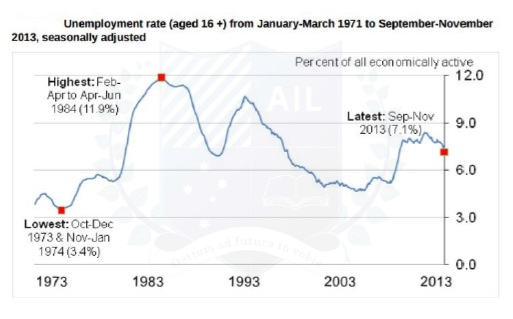 Unemployment rate (aged 16 +) from January-March 1971 to September-November
2013, seasonally adjusted
Per cent of all economically active
Highest: Feb-
Apr to Apr-Jun
1984 (11.9%)
12.0
AIL
Latest: Sep-Nov
2013 (7.1%)
9.0
6.0
3.0
Lowest: Oct-Dec
1973 & Nov-Jan
1974 (3.4%)
0.0
1973 1983 1993 2003 2013